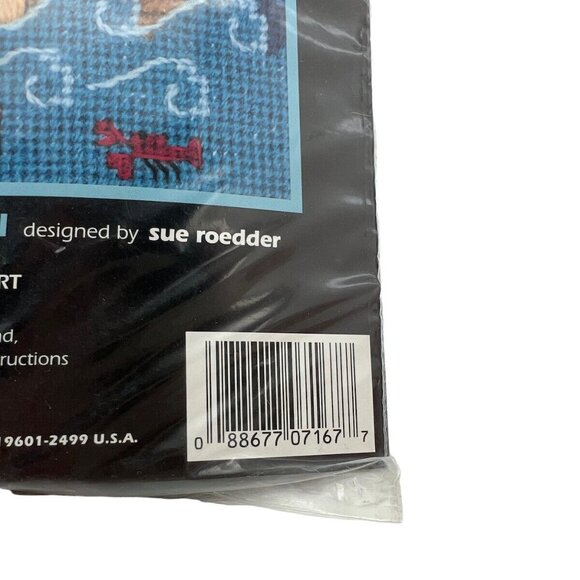 designed by sue roedder
RT
nd,
ructions
19601-2499 U.S.A.
0 88677 07167 7